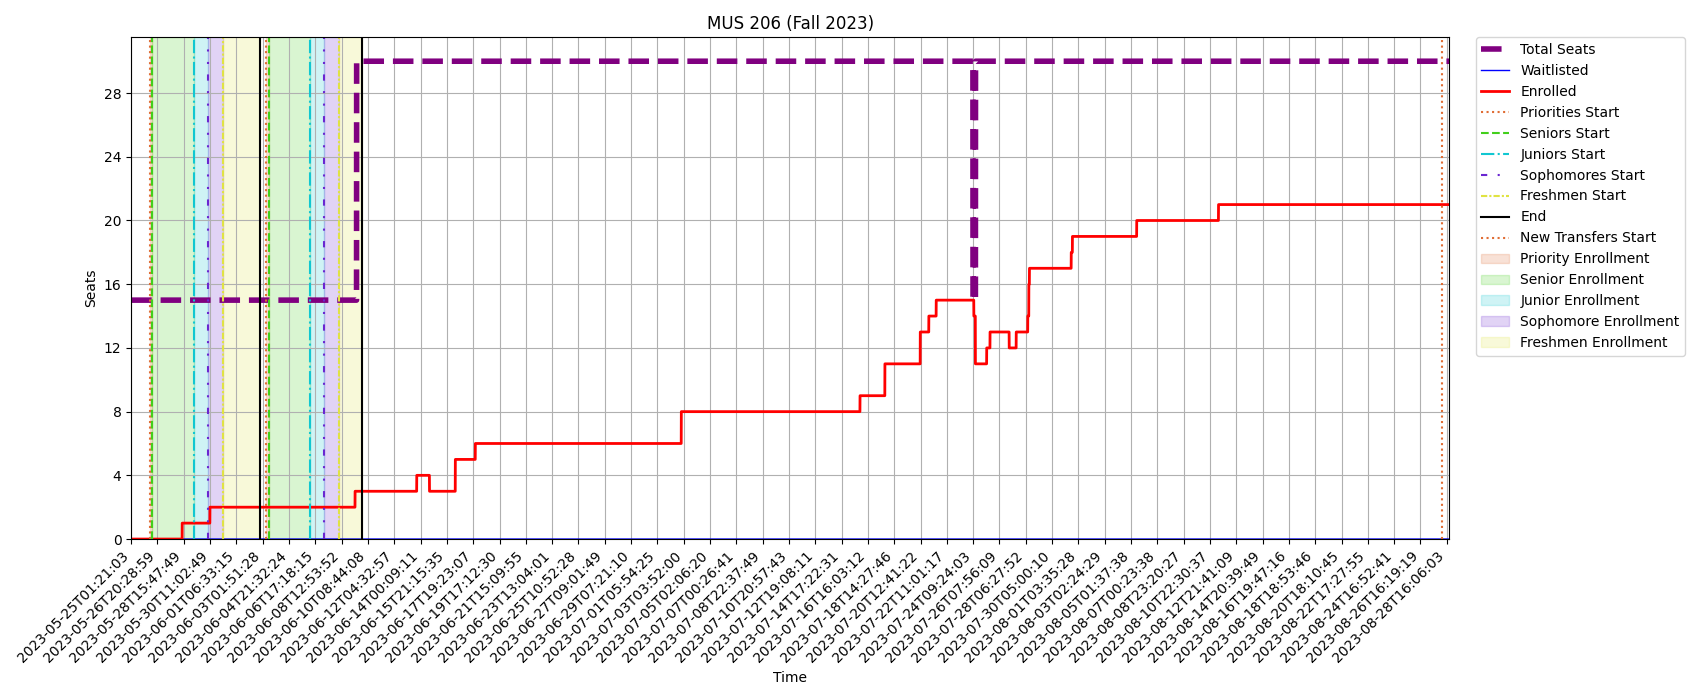 MUS 206 (Fall 2023)
Total Seats
Waitlisted
Enrolled
Priorities Start
Seniors Start
Juniors Start
Sophomores Start
Freshmen Start
End
New Transfers Start
Priority Enrollment
Senior Enrollment
Junior Enrollment
Sophomore Enrollment
Freshmen Enrollment
Seats
28
24
20
16
12
8
4
0
2023-05-25T01:21:03
2023-05-26T20:28:59
2023-05-28T15:47:49
2023-05-30T11:02:49
2023-06-01T06:33:15
2023-06-03T01:51:28
2023-06-04T21:32:24
2023-06-06T17:18:15
2023-06-08T12:53:52
2023-06-10T08:44:08
2023-06-12T04:32:57
2023-06-14T00:09:11
2023-06-15T21:15:35
2023-06-17T19:23:07
2023-06-19T17:12:30
2023-06-21T15:09:55
2023-06-23T13:04:01
2023-06-25T10:52:28
2023-06-27T09:01:49
2023-06-29T07:21:10
2023-07-01T05:54:25
2023-07-03T03:52:00
2023-07-05T02:06:20
2023-07-07T00:26:41
2023-07-08T22:37:49
2023-07-10T20:57:43
2023-07-12T19:08:11
2023-07-14T17:22:31
2023-07-16T16:03:12
2023-07-18T14:27:46
2023-07-20T12:41:22
2023-07-22T11:01:17
2023-07-24T09:24:03
2023-07-26T07:56:09
2023-07-28T06:27:52
2023-07-30T05:00:10
2023-08-01T03:35:28
2023-08-03T02:24:29
2023-08-05T01:37:38
2023-08-07T00:23:38
2023-08-08T23:20:27
2023-08-10T22:30:37
2023-08-12T21:41:09
2023-08-14T20:39:49
2023-08-16T19:47:16
2023-08-18T18:53:46
2023-08-20T18:10:45
2023-08-22T17:27:55
2023-08-24T16:52:41
2023-08-26T16:19:19
2023-08-28T16:06:03
Time